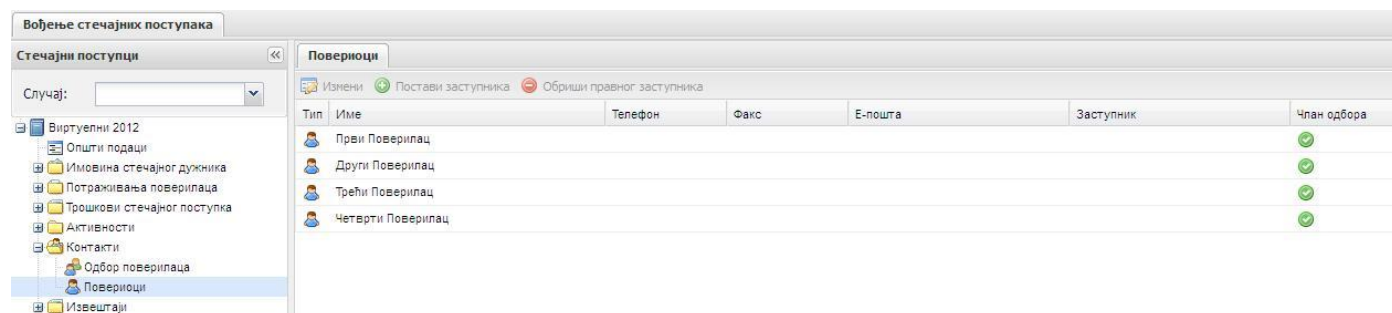 Вођење стечајних поступака
Стечајни поступци
Случај:
Виртуелни 2012
Општи подаци
Имовина стечајног дужника
Потраживања поверилаца
Трошкови стечајног поступка
Активности
Контакти
Одбор поверилаца
Повериоци
Извештаји
Повериоци
Измени Постави заступника Обриши правног заступника
Тип Име Телефон Факс Е-пошта Заступник Члан одбора
Први Поверилац
Други Поверилац
Трећи Поверилац
Четврти Поверилац